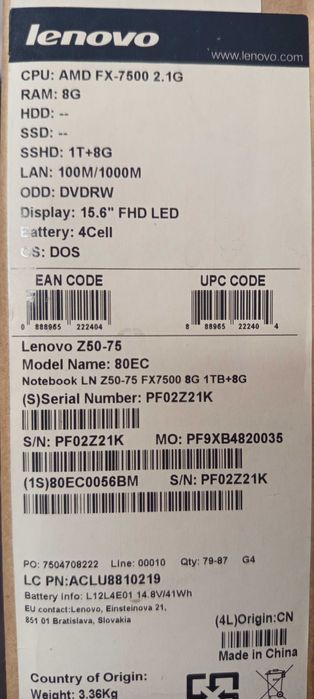 lenovo
www.lenovo.com
CPU: AMD FX-7500 2.1G
RAM: 8G
HDD: --
SSD: --
SSHD: 1T+8G
LAN: 100M/1000M
ODD: DVDRW
Display: 15.6" FHD LED
Battery: 4Cell
OS: DOS
EAN CODE UPC CODE
0 888965 222404 8 88965 22240 4
Lenovo Z50-75
Model Name: 80EC
Notebook LN Z50-75 FX7500 8G 1TB+8G
(S)Serial Number: PF02Z21K
S/N: PF02Z21K MO: PF9XB4820035
(1S)80EC0056BM S/N: PF02Z21K
PO: 7504708222 Line: 00010 Qty: 79-87 G4
LC PN:ACLU8810219
Battery info: L12L4E01 14.8V/41Wh
EU contact:Lenovo, Einsteinova 21,
851 01 Bratislava, Slovakia
(4L)Origin:CN
Made in China
Country of Origin:
Weight: 3.36Kg